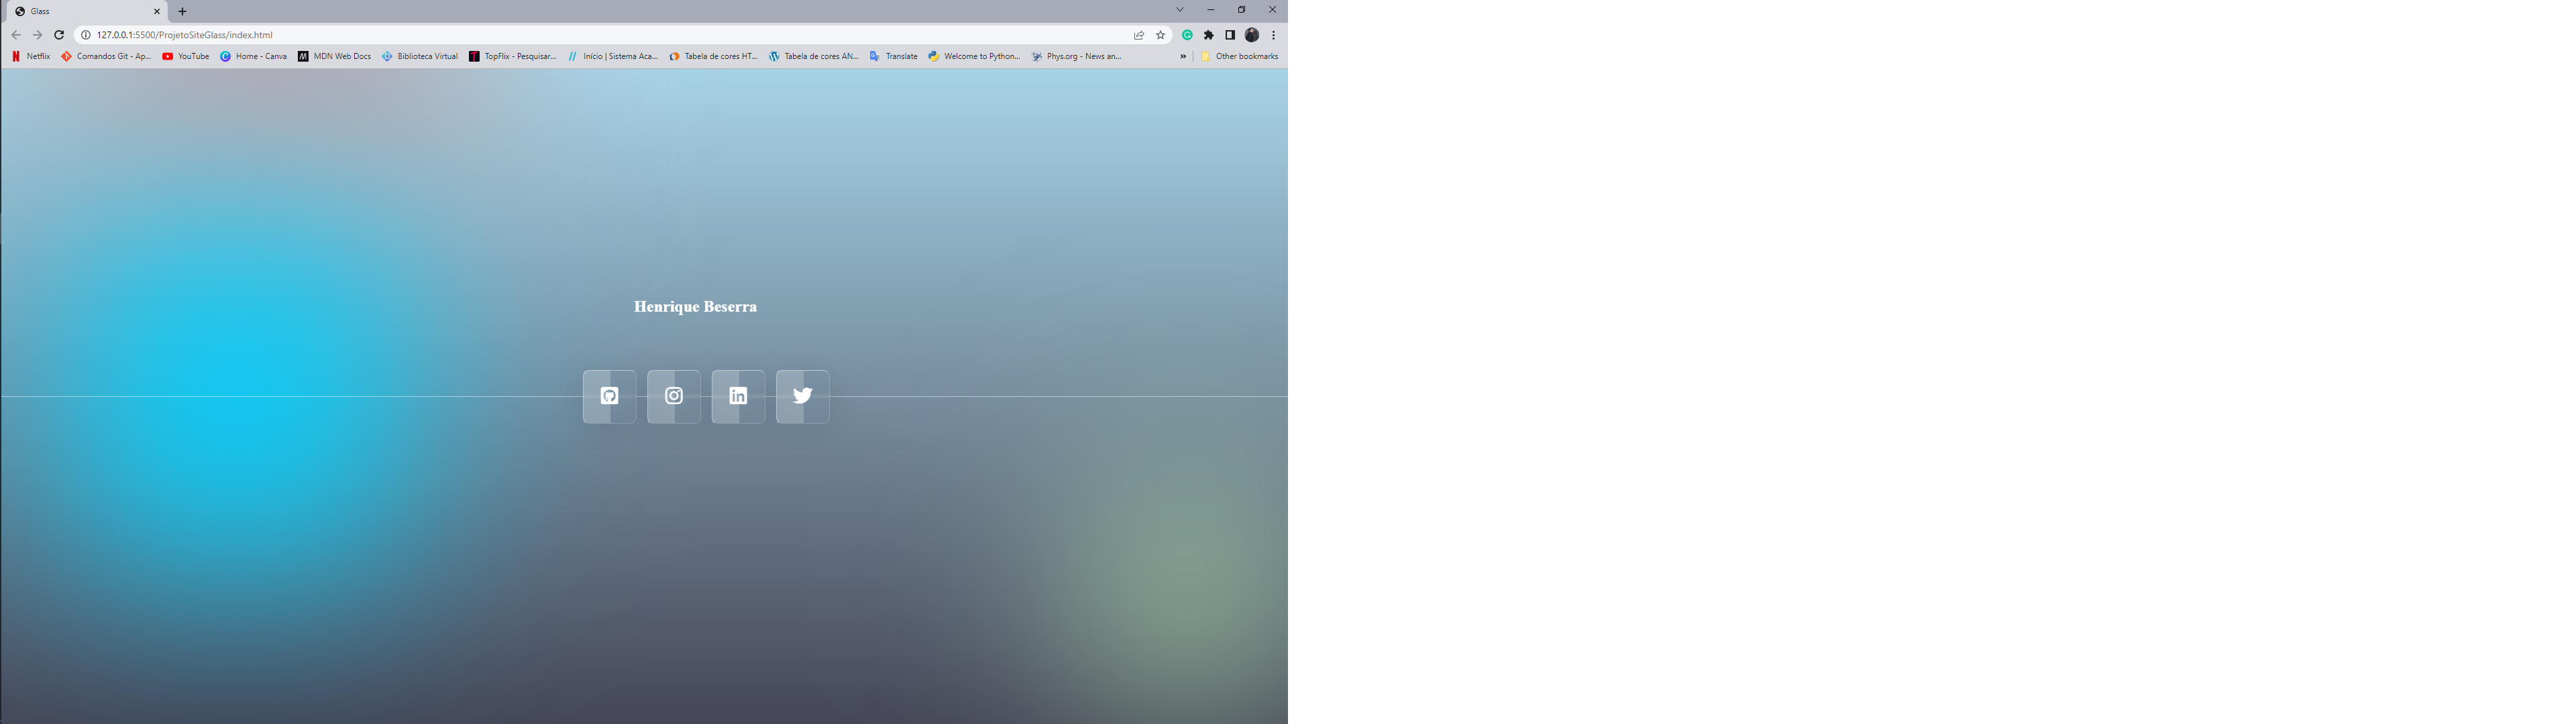 Glass
127.0.0.1:5500/ProjetoSiteGlass/index.html
Netflix Comandos Git - Ap... YouTube Home - Canva MDN Web Docs Biblioteca Virtual TopFlix - Pesquisar... Início | Sistema Aca... Tabela de cores HT... Tabela de cores AN... Translate Welcome to Python... Phys.org - News an... » Other bookmarks
Henrique Beserra